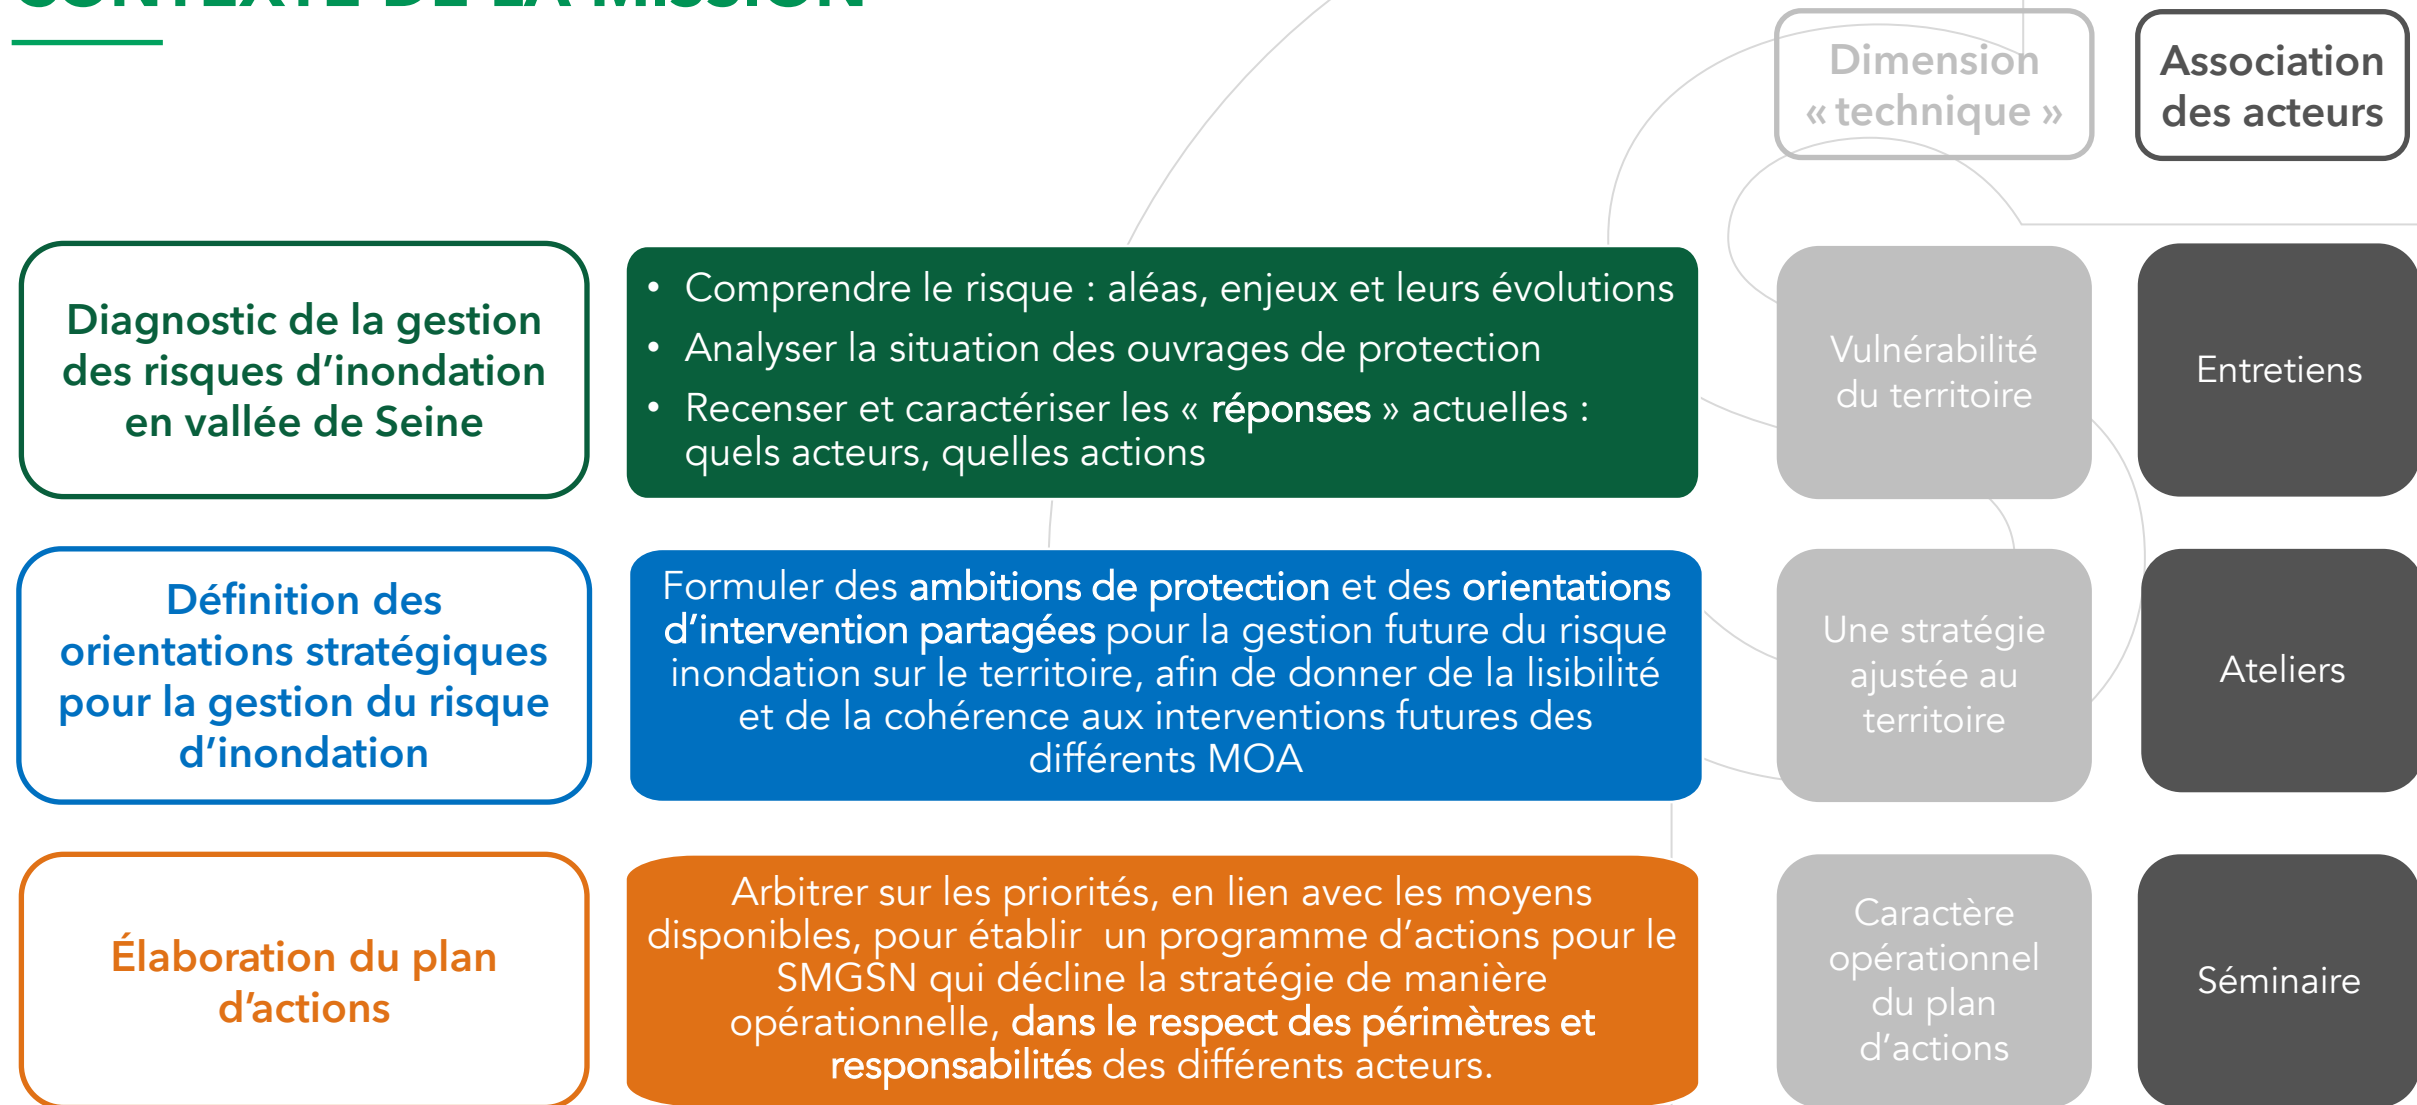 CONTEXTE DE LA MISSION
Dimension
« technique »
Association
des acteurs
Diagnostic de la gestion
des risques d’inondation
en vallée de Seine
• Comprendre le risque : aléas, enjeux et leurs évolutions
• Analyser la situation des ouvrages de protection
• Recenser et caractériser les « réponses » actuelles :
quels acteurs, quelles actions
Vulnérabilité
du territoire
Entretiens
Définition des
orientations stratégiques
pour la gestion du risque
d’inondation
Formuler des ambitions de protection et des orientations
d’intervention partagées pour la gestion future du risque
inondation sur le territoire, afin de donner de la lisibilité
et de la cohérence aux interventions futures des
différents MOA
Une stratégie
ajustée au
territoire
Ateliers
Élaboration du plan
d’actions
Arbitrer sur les priorités, en lien avec les moyens
disponibles, pour établir un programme d’actions pour le
SMGSN qui décline la stratégie de manière
opérationnelle, dans le respect des périmètres et
responsabilités des différents acteurs.
Caractère
opérationnel
du plan
d’actions
Séminaire